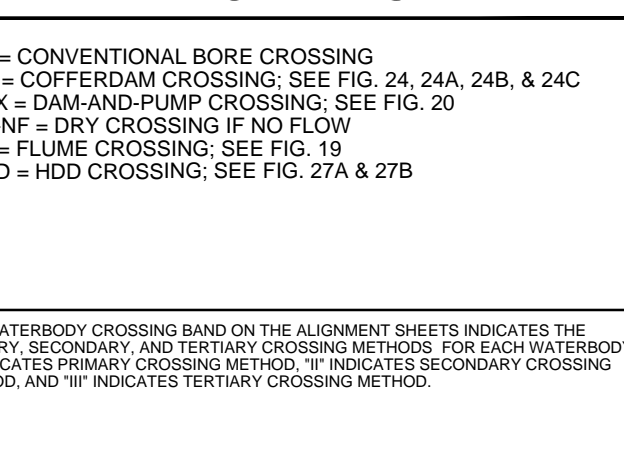 = CONVENTIONAL BORE CROSSING
= COFFERDAM CROSSING; SEE FIG. 24, 24A, 24B, & 24C
X = DAM-AND-PUMP CROSSING; SEE FIG. 20
NF = DRY CROSSING IF NO FLOW
= FLUME CROSSING; SEE FIG. 19
D = HDD CROSSING; SEE FIG. 27A & 27B
ATERBODY CROSSING BAND ON THE ALIGNMENT SHEETS INDICATES THE
RY, SECONDARY, AND TERTIARY CROSSING METHODS FOR EACH WATERBODY
ICATES PRIMARY CROSSING METHOD, "II" INDICATES SECONDARY CROSSING
OD, AND "III" INDICATES TERTIARY CROSSING METHOD.